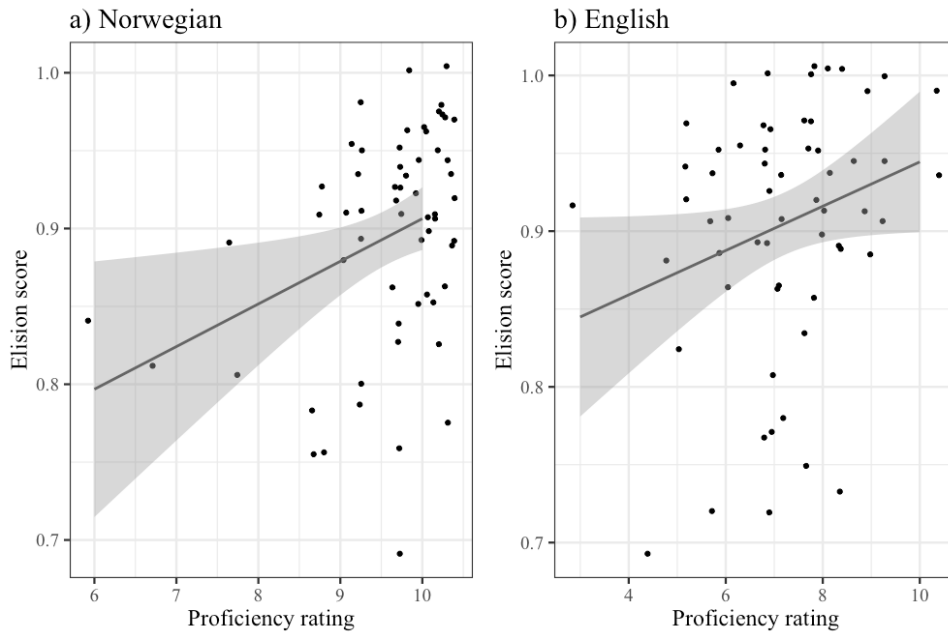 a) Norwegian
b) English
Elision score
1.0
0.9
0.8
0.7
6 7 8 9 10
Proficiency rating
Elision score
1.0
0.9
0.8
0.7
4 6 8 10
Proficiency rating